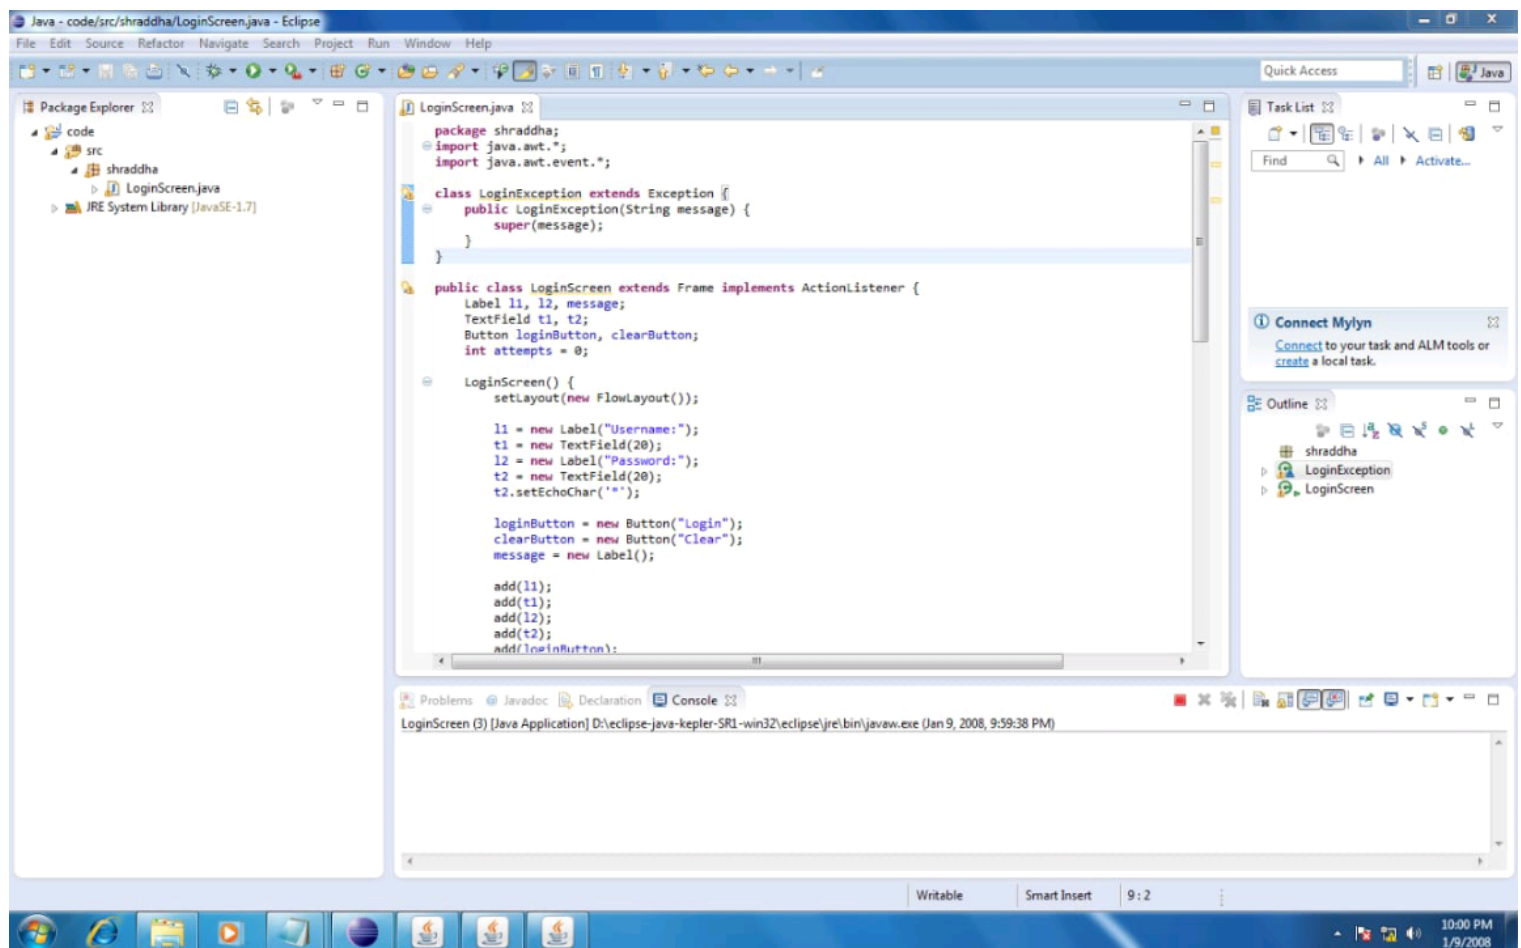 Java - code/src/shraddha/LoginScreen.java - Eclipse
File Edit Source Refactor Navigate Search Project Run Window Help
Quick Access
Java
Package Explorer
code
src
shraddha
LoginScreen.java
JRE System Library [JavaSE-1.7]
LoginScreen.java
package shraddha;
import java.awt.*;
import java.awt.event.*;
class LoginException extends Exception {
public LoginException(String message) {
super(message);
}
}
public class LoginScreen extends Frame implements ActionListener {
Label l1, l2, message;
TextField t1, t2;
Button loginButton, clearButton;
int attempts = 0;
LoginScreen() {
setLayout(new FlowLayout());
l1 = new Label("Username:");
t1 = new TextField(20);
l2 = new Label("Password:");
t2 = new TextField(20);
t2.setEchoChar('*');
loginButton = new Button("Login");
clearButton = new Button("Clear");
message = new Label();
add(l1);
add(t1);
add(l2);
add(t2);
add(loginButton);
Task List
Find
All
Activate...
Connect Mylyn
Connect to your task and ALM tools or
create a local task.
Outline
shraddha
LoginException
LoginScreen
Problems @ Javadoc Declaration Console
LoginScreen (3) [Java Application] D:\eclipse-java-kepler-SR1-win32\eclipse\jre\bin\javaw.exe (Jan 9, 2008, 9:59:38 PM)
Writable Smart Insert 9 : 2
10:00 PM
1/9/2008